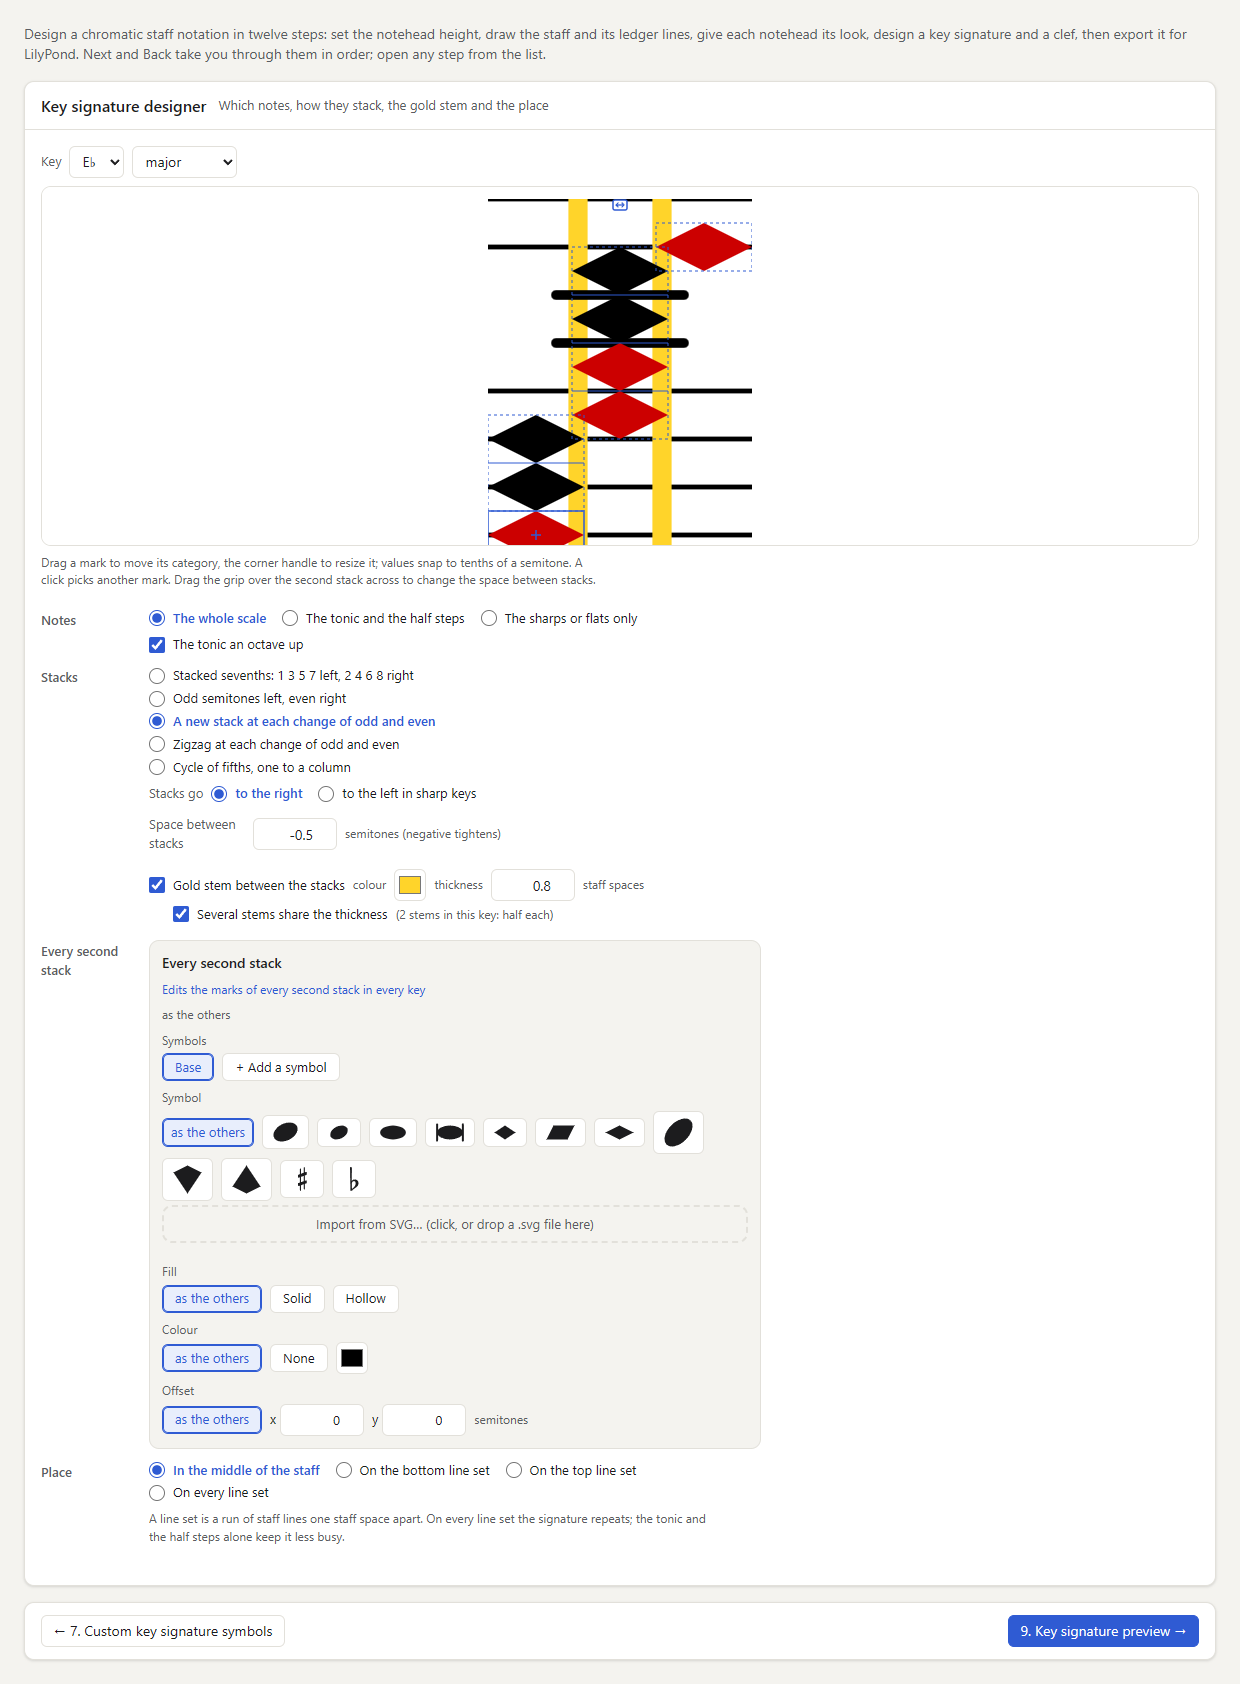 Design a chromatic staff notation in twelve steps: set the notehead height, draw the staff and its ledger lines, give each notehead its look, design a key signature and a clef, then export it for
LilyPond. Next and Back take you through them in order; open any step from the list.
Key signature designer Which notes, how they stack, the gold stem and the place
Key E♭ major
Drag a mark to move its category, the corner handle to resize it; values snap to tenths of a semitone. A
click picks another mark. Drag the grip over the second stack across to change the space between stacks.
Notes The whole scale The tonic and the half steps The sharps or flats only
The tonic an octave up
Stacks Stacked sevenths: 1 3 5 7 left, 2 4 6 8 right
Odd semitones left, even right
A new stack at each change of odd and even
Zigzag at each change of odd and even
Cycle of fifths, one to a column
Stacks go to the right to the left in sharp keys
Space between
stacks -0.5 semitones (negative tightens)
Gold stem between the stacks colour thickness 0.8 staff spaces
Several stems share the thickness (2 stems in this key: half each)
Every second
stack
Every second stack
Edits the marks of every second stack in every key
as the others
Symbols
Base + Add a symbol
Symbol
as the others
Import from SVG... (click, or drop a .svg file here)
Fill
as the others Solid Hollow
Colour
as the others None
Offset
as the others x 0 y 0 semitones
Place In the middle of the staff On the bottom line set On the top line set
On every line set
A line set is a run of staff lines one staff space apart. On every line set the signature repeats; the tonic and
the half steps alone keep it less busy.
← 7. Custom key signature symbols
9. Key signature preview →